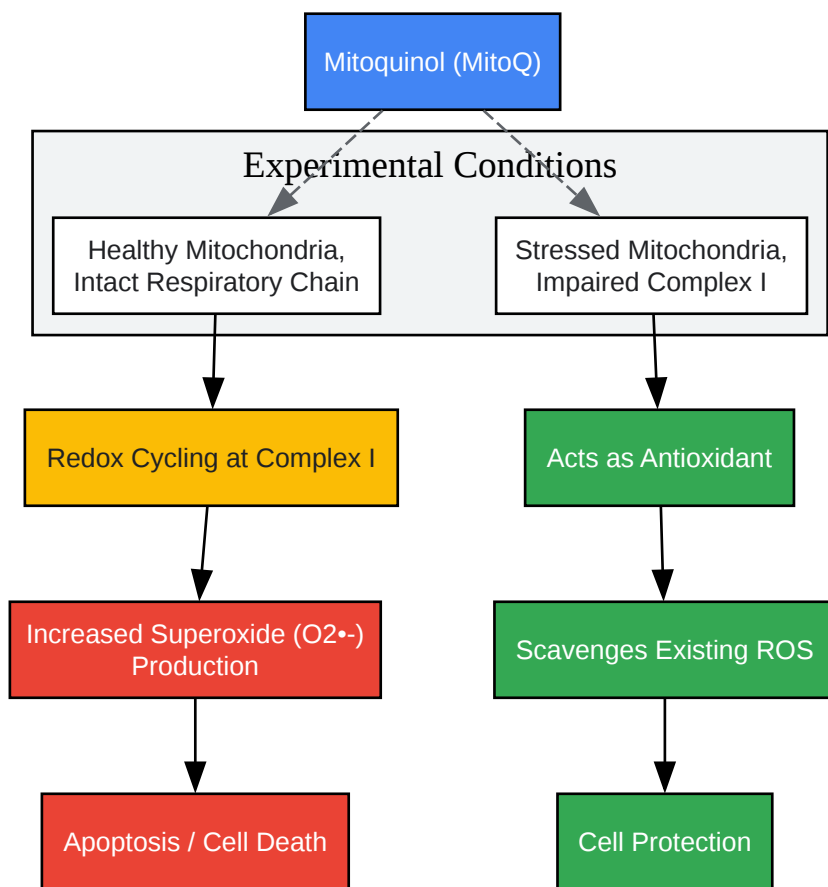 Mitoquinol (MitoQ)
Experimental Conditions
Healthy Mitochondria,
Intact Respiratory Chain
Stressed Mitochondria,
Impaired Complex I
Redox Cycling at Complex I
Acts as Antioxidant
Increased Superoxide (O2•-)
Production
Scavenges Existing ROS
Apoptosis / Cell Death
Cell Protection